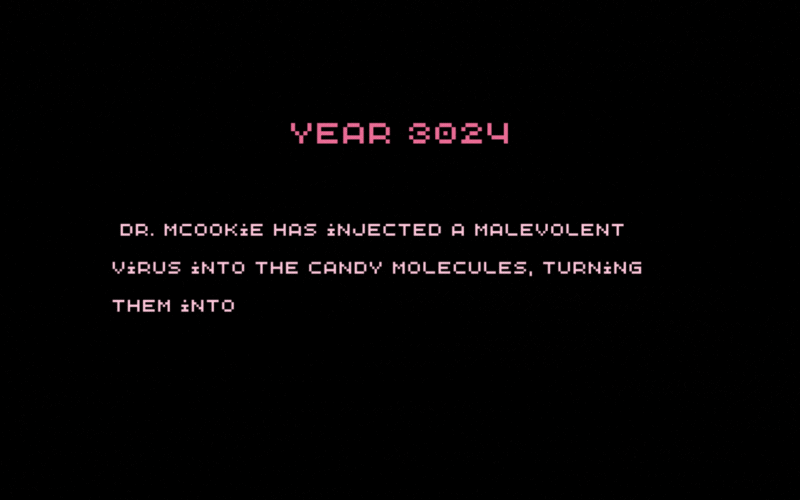 YEAR 3024
DR. MCOOKiE HAS iNJECTED A MALEVOLENT
ViRUS iNTO THE CANDY MOLECULES, TURNiNG
THEM iNTO